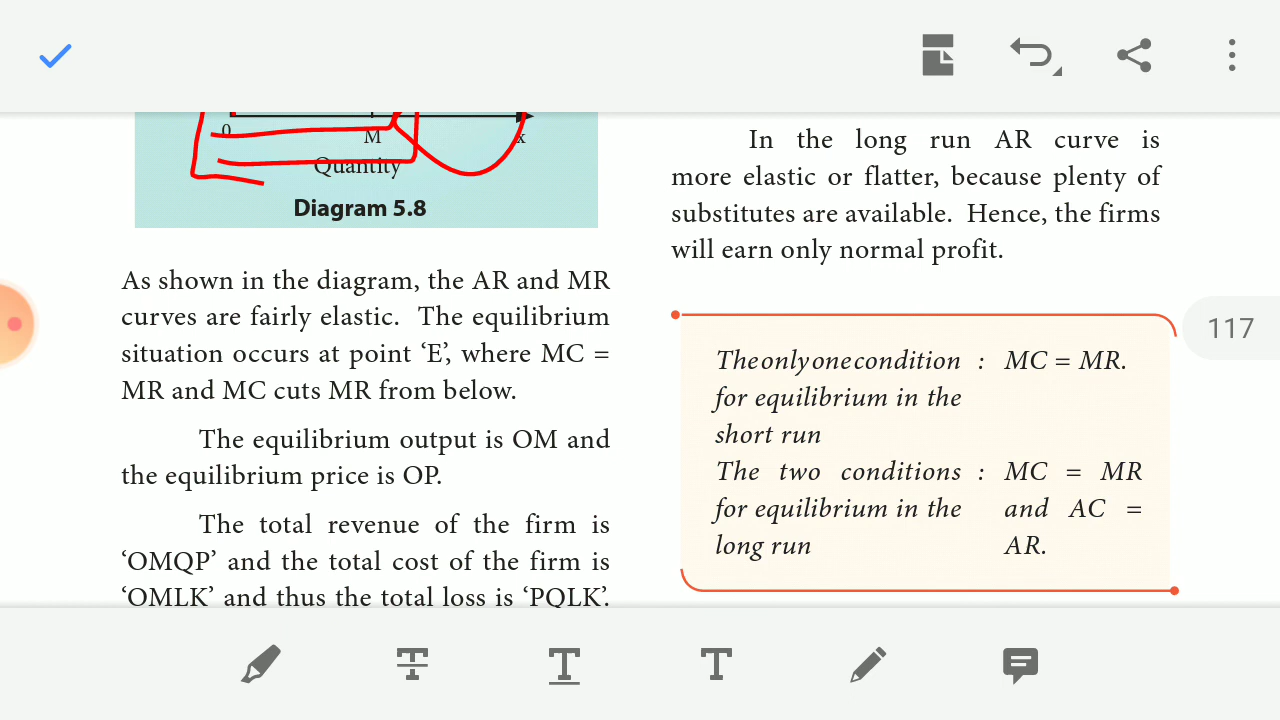 0
M
x
Quantity
Diagram 5.8
As shown in the diagram, the AR and MR
curves are fairly elastic. The equilibrium
situation occurs at point ‘E’, where MC =
MR and MC cuts MR from below.
The equilibrium output is OM and
the equilibrium price is OP.
The total revenue of the firm is
‘OMQP’ and the total cost of the firm is
‘OMLK’ and thus the total loss is ‘PQLK’.
In the long run AR curve is
more elastic or flatter, because plenty of
substitutes are available. Hence, the firms
will earn only normal profit.
The only one condition : MC = MR.
for equilibrium in the
short run
The two conditions : MC = MR
for equilibrium in the and AC =
long run AR.
117